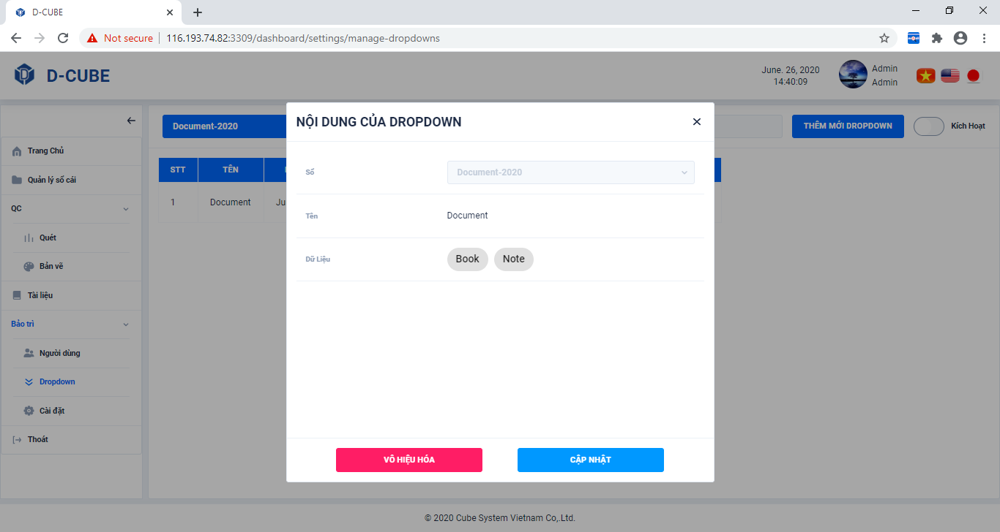 D-CUBE
Not secure
116.193.74.82:3309/dashboard/settings/manage-dropdowns
D-CUBE
June. 26, 2020
14:40:09
Admin
Admin
Trang Chủ
Quản lý sổ cái
QC
Quét
Bản vẽ
Tài liệu
Bảo trì
Người dùng
Dropdown
Cài đặt
Thoát
Document-2020
THÊM MỚI DROPDOWN
Kích Hoạt
STT TÊN
1 Document Ju
NỘI DUNG CỦA DROPDOWN
Sổ Document-2020
Tên Document
Dữ Liệu Book Note
VÔ HIỆU HÓA CẬP NHẬT
© 2020 Cube System Vietnam Co,.Ltd.